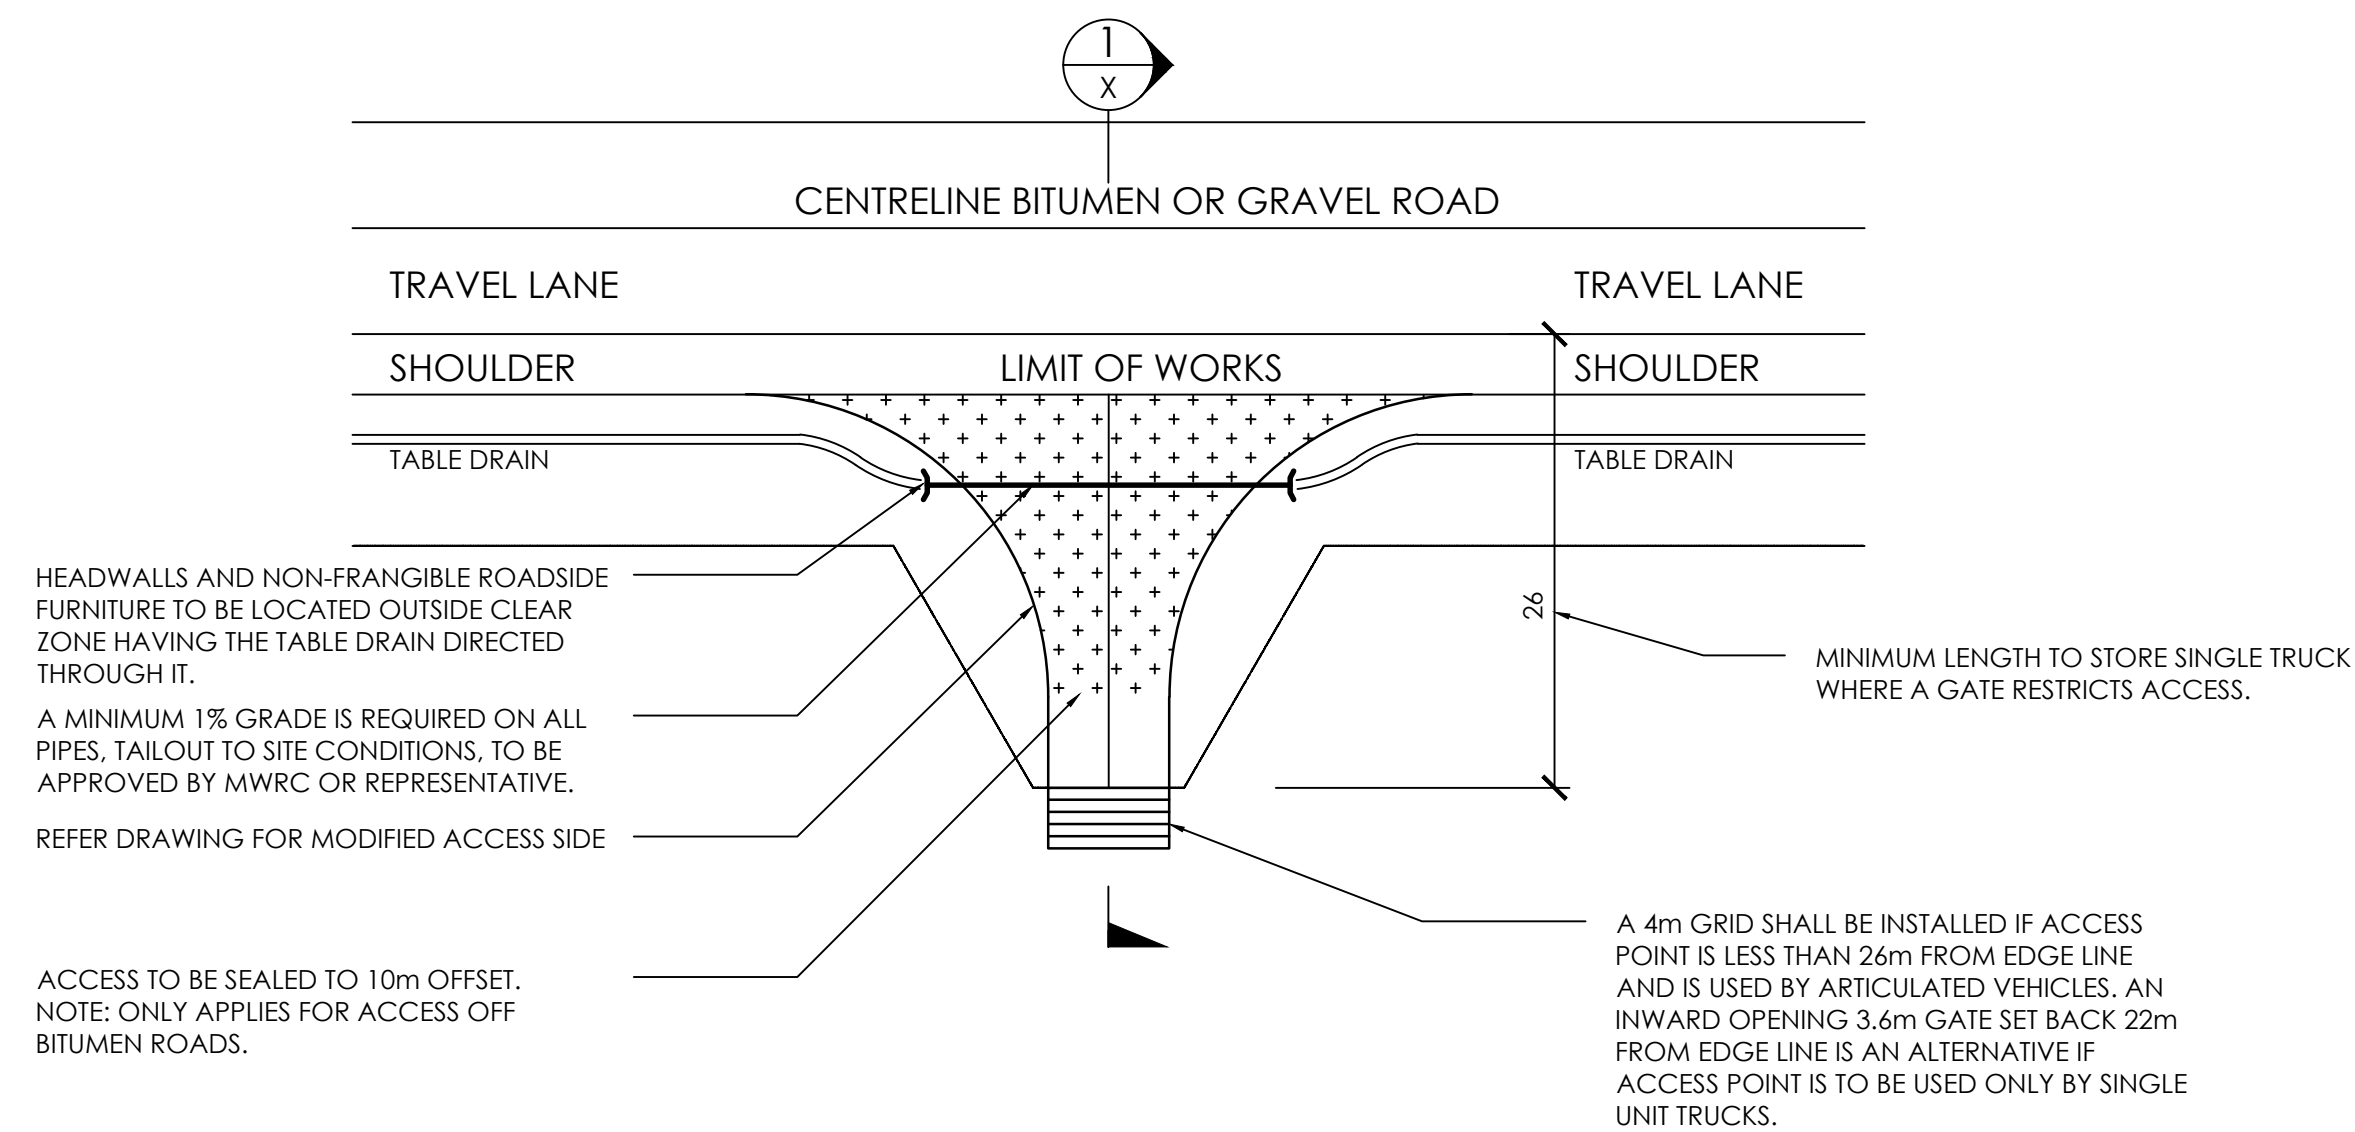 1
X
CENTRELINE BITUMEN OR GRAVEL ROAD
TRAVEL LANE
TRAVEL LANE
SHOULDER
LIMIT OF WORKS
SHOULDER
TABLE DRAIN
TABLE DRAIN
HEADWALLS AND NON-FRANGIBLE ROADSIDE
FURNITURE TO BE LOCATED OUTSIDE CLEAR
ZONE HAVING THE TABLE DRAIN DIRECTED
THROUGH IT.
A MINIMUM 1% GRADE IS REQUIRED ON ALL
PIPES, TAILOUT TO SITE CONDITIONS, TO BE
APPROVED BY MWRC OR REPRESENTATIVE.
REFER DRAWING FOR MODIFIED ACCESS SIDE
ACCESS TO BE SEALED TO 10m OFFSET.
NOTE: ONLY APPLIES FOR ACCESS OFF
BITUMEN ROADS.
26
MINIMUM LENGTH TO STORE SINGLE TRUCK
WHERE A GATE RESTRICTS ACCESS.
A 4m GRID SHALL BE INSTALLED IF ACCESS
POINT IS LESS THAN 26m FROM EDGE LINE
AND IS USED BY ARTICULATED VEHICLES. AN
INWARD OPENING 3.6m GATE SET BACK 22m
FROM EDGE LINE IS AN ALTERNATIVE IF
ACCESS POINT IS TO BE USED ONLY BY SINGLE
UNIT TRUCKS.